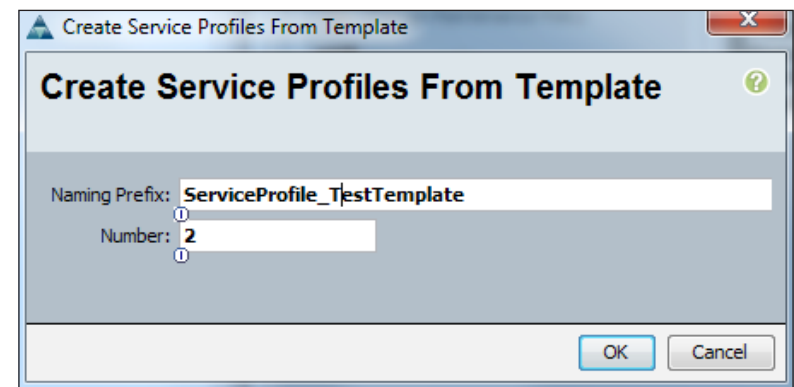 Create Service Profiles From Template
X
Create Service Profiles From Template
?
Naming Prefix: ServiceProfile_TestTemplate
Number: 2
OK Cancel